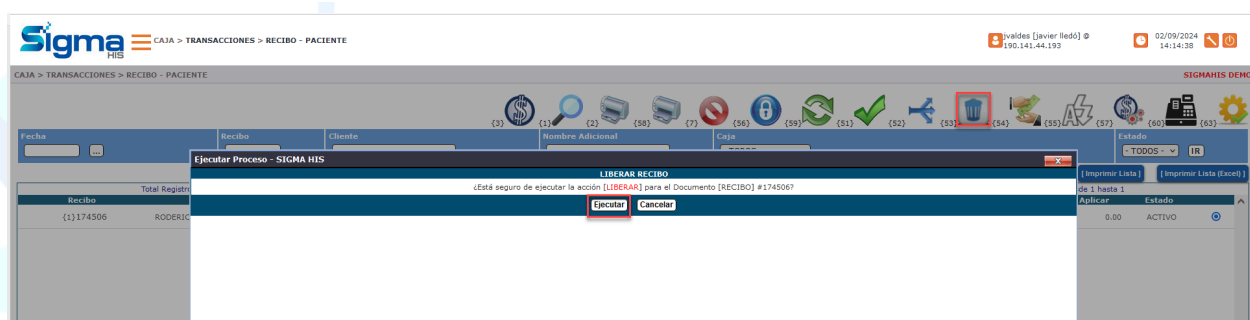 Sigma
HIS
CAJA > TRANSACCIONES > RECIBO - PACIENTE
jvaldes [javier lledó] @
190.141.44.193
02/09/2024
14:14:38
CAJA > TRANSACCIONES > RECIBO - PACIENTE
SIGMAHIS DEMO
{3} {1} {2} {58} {7} {56} {59} {51} {52} {53} {54} {55} {57} {60} {63}
Fecha Recibo Cliente Nombre Adicional Caja Estado
... - TODOS - IR
Ejecutar Proceso - SIGMA HIS x
LIBERAR RECIBO
¿Está seguro de ejecutar la acción [LIBERAR] para el Documento [RECIBO] #174506?
Ejecutar Cancelar
[ Imprimir Lista ] [ Imprimir Lista (Excel) ]
Total Registro de 1 hasta 1
Recibo Aplicar Estado
{1}174506 RODERIC 0.00 ACTIVO